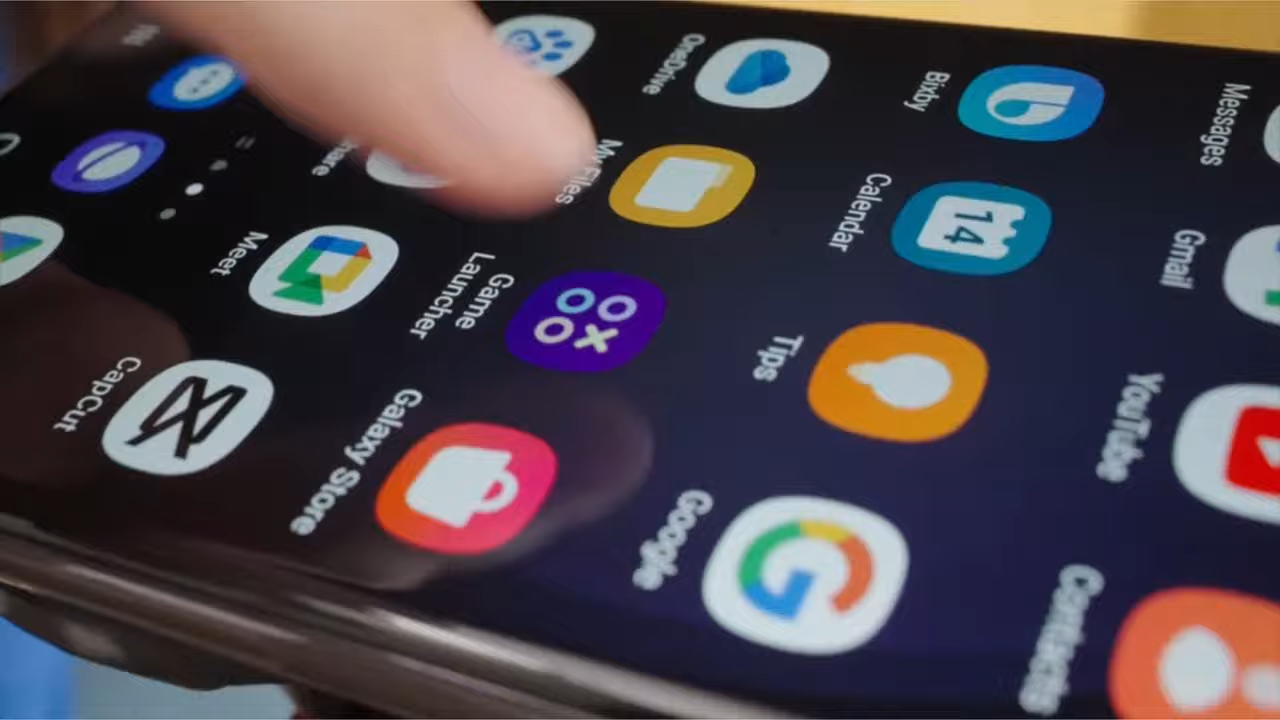 Messages
Gmail
YouTube
Contacts
Bixby
14
Calendar
Tips
Google
OneDrive
My Files
Game
Launcher
Galaxy Store
Meet
CapCut